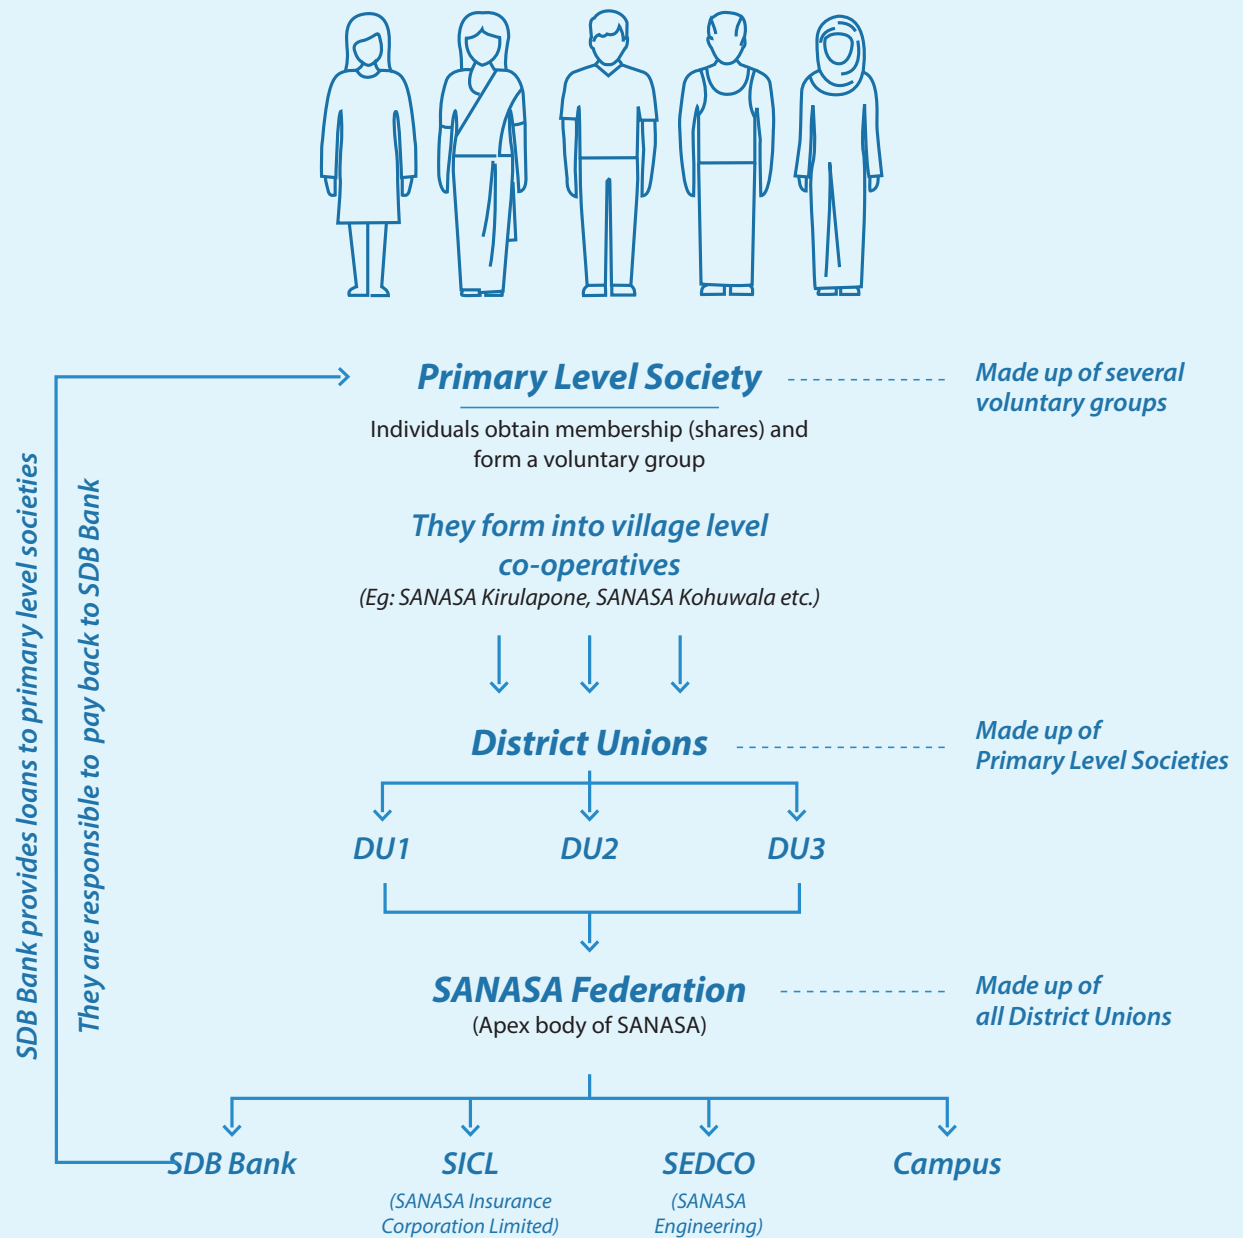 Primary Level Society
Made up of several
voluntary groups
Individuals obtain membership (shares) and
form a voluntary group
They form into village level
co-operatives
(Eg: SANASA Kirulapone, SANASA Kohuwala etc.)
District Unions
Made up of
Primary Level Societies
DU1
DU2
DU3
SANASA Federation
(Apex body of SANASA)
Made up of
all District Unions
SDB Bank
SICL
(SANASA Insurance
Corporation Limited)
SEDCO
(SANASA
Engineering)
Campus
SDB Bank provides loans to primary level societies
They are responsible to pay back to SDB Bank